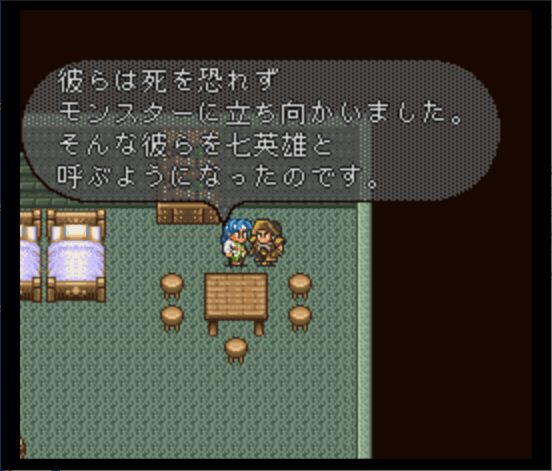 彼らは死を恐れず
モンスターに立ち向かいました。
そんな彼らを七英雄と
呼ぶようになったのです。